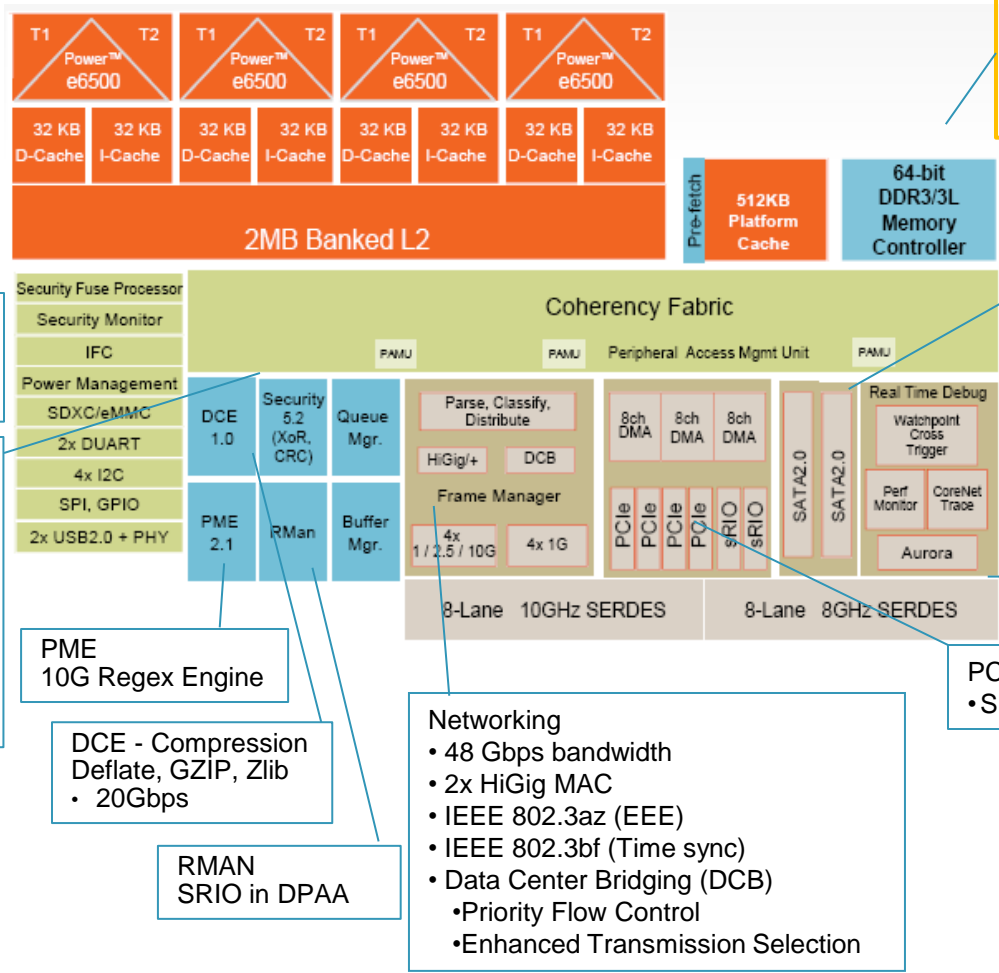 T1 T2 T1 T2 T1 T2 T1 T2
Power™ Power™ Power™ Power™
e6500 e6500 e6500 e6500
32 KB 32 KB 32 KB 32 KB 32 KB 32 KB 32 KB 32 KB
D-Cache I-Cache D-Cache I-Cache D-Cache I-Cache D-Cache I-Cache
2MB Banked L2
Pre-fetch
512KB
Platform
Cache
64-bit
DDR3/3L
Memory
Controller
Security Fuse Processor
Security Monitor
IFC
Power Management
SDXC/eMMC
2x DUART
4x I2C
SPI, GPIO
2x USB2.0 + PHY
Coherency Fabric
PAMU PAMU Peripheral Access Mgmt Unit PAMU
DCE
1.0
Security
5.2
(XoR,
CRC)
Queue
Mgr.
PME
2.1
RMan
Buffer
Mgr.
Parse, Classify,
Distribute
HiGig/+ DCB
Frame Manager
4x
1 / 2.5 / 10G
4x 1G
8ch
DMA
8ch
DMA
8ch
DMA
PCIe
PCIe
PCIe
PCIe
sRIO
sRIO
SATA2.0
SATA2.0
Real Time Debug
Watchpoint
Cross
Trigger
Perf
Monitor
CoreNet
Trace
Aurora
8-Lane 10GHz SERDES
8-Lane 8GHz SERDES
PME
10G Regex Engine
DCE - Compression
Deflate, GZIP, Zlib
• 20Gbps
RMAN
SRIO in DPAA
Networking
• 48 Gbps bandwidth
• 2x HiGig MAC
• IEEE 802.3az (EEE)
• IEEE 802.3bf (Time sync)
• Data Center Bridging (DCB)
•Priority Flow Control
•Enhanced Transmission Selection